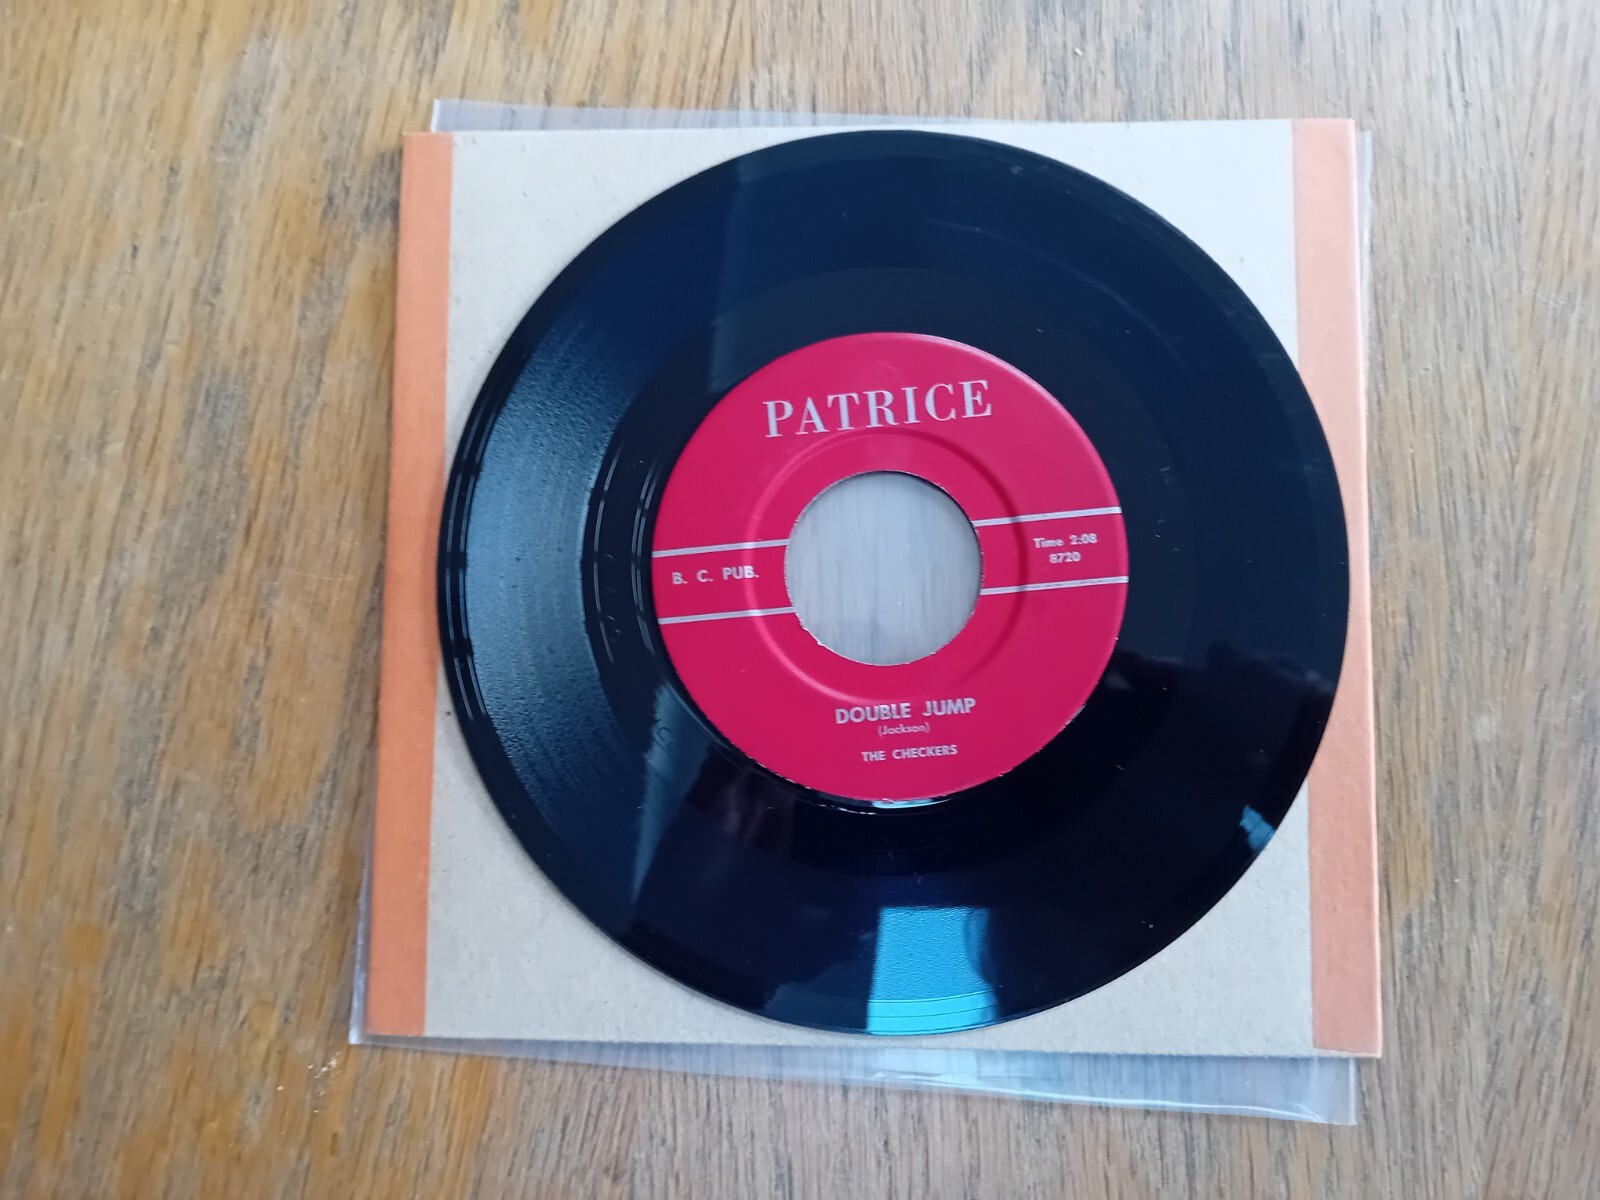 PATRICE
B. C. PUB.
Time 2:08
8720
DOUBLE JUMP
(Jackson)
THE CHECKERS